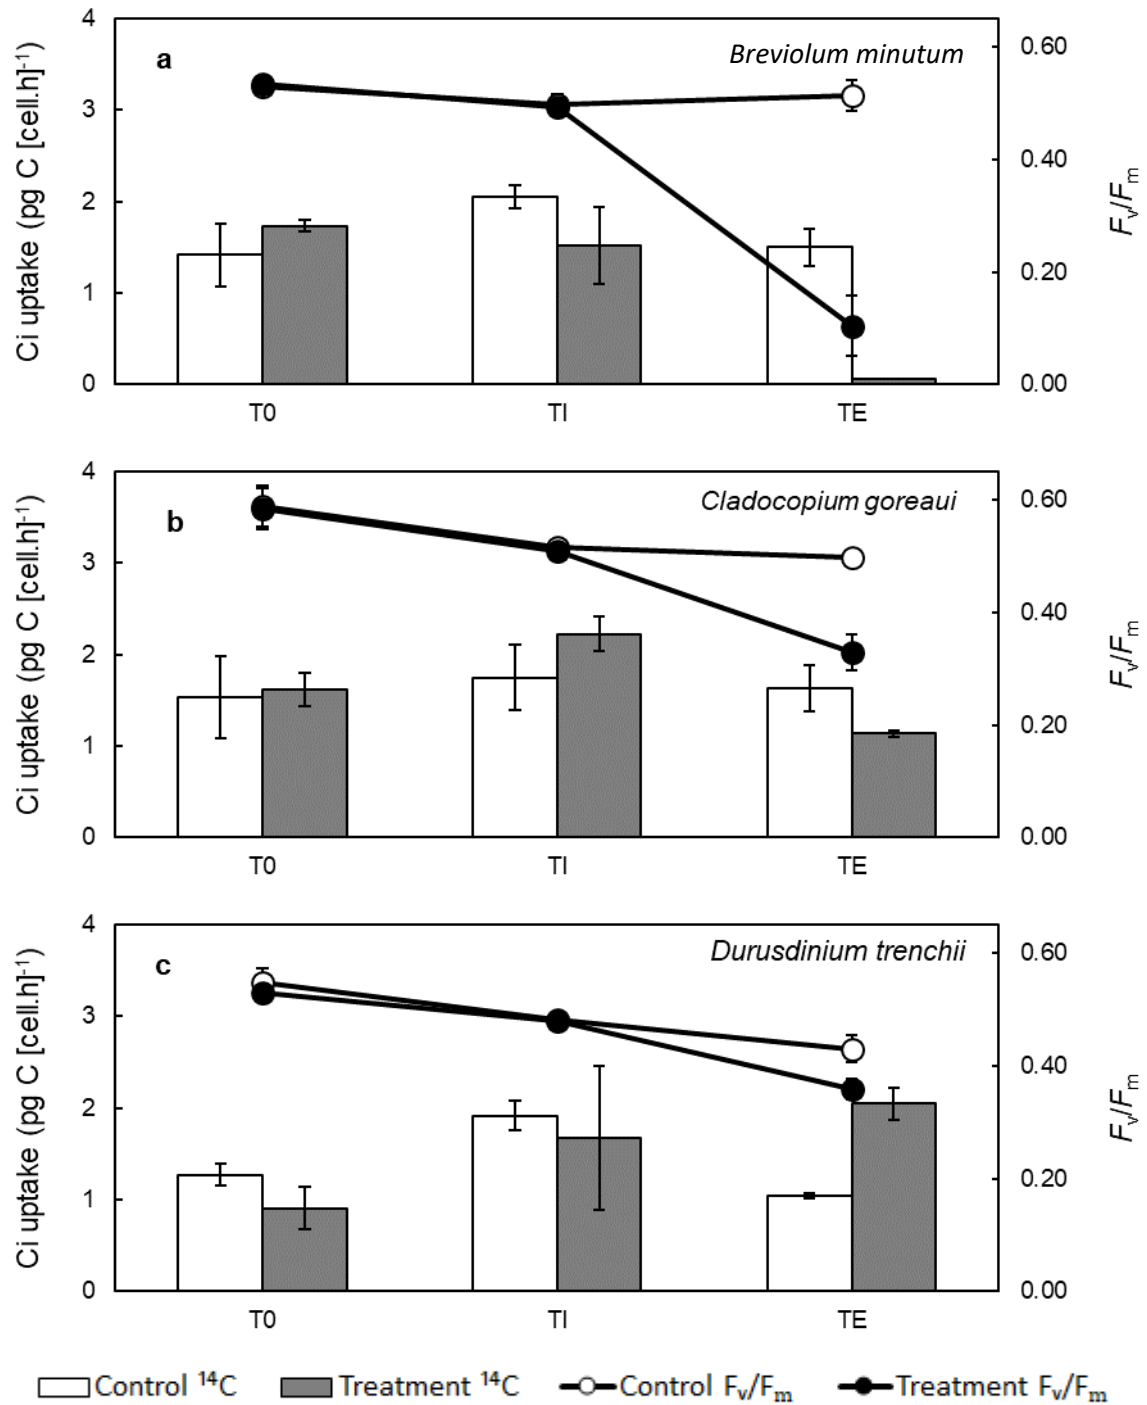 a
Breviolum minutum
Ci uptake (pg C [cell.h]⁻¹)
4
3
2
1
0
0.60
0.40
0.20
0.00
Fᵥ/Fₘ
T0 TI TE
b
Cladocopium goreaui
Ci uptake (pg C [cell.h]⁻¹)
4
3
2
1
0
0.60
0.40
0.20
0.00
Fᵥ/Fₘ
T0 TI TE
c
Durusdinium trenchii
Ci uptake (pg C [cell.h]⁻¹)
4
3
2
1
0
0.60
0.40
0.20
0.00
Fᵥ/Fₘ
T0 TI TE
Control ¹⁴C Treatment ¹⁴C Control Fᵥ/Fₘ Treatment Fᵥ/Fₘ